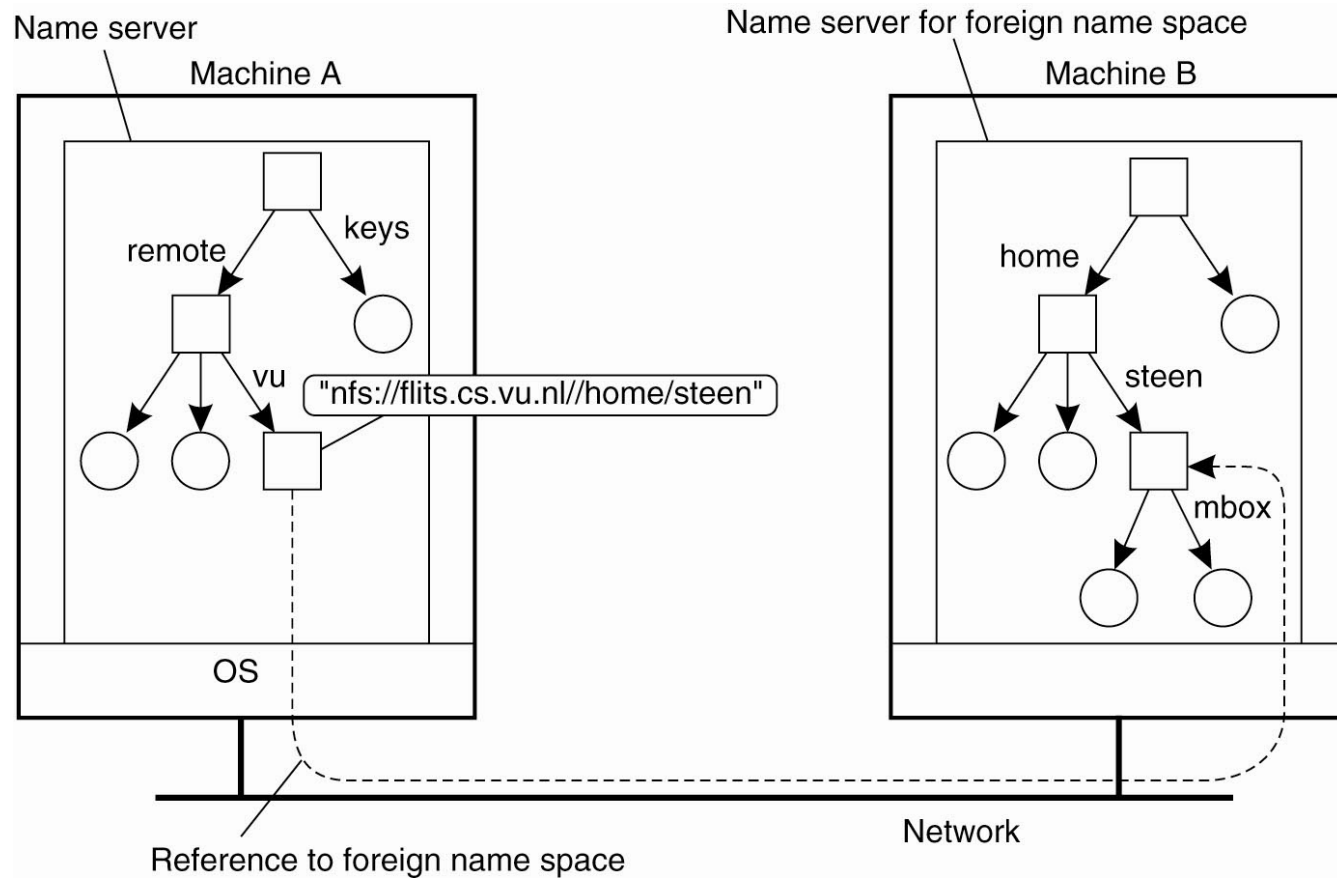 Name server
Name server for foreign name space
Machine A
Machine B
keys
remote
home
vu
steen
"nfs://flits.cs.vu.nl//home/steen"
mbox
OS
Network
Reference to foreign name space